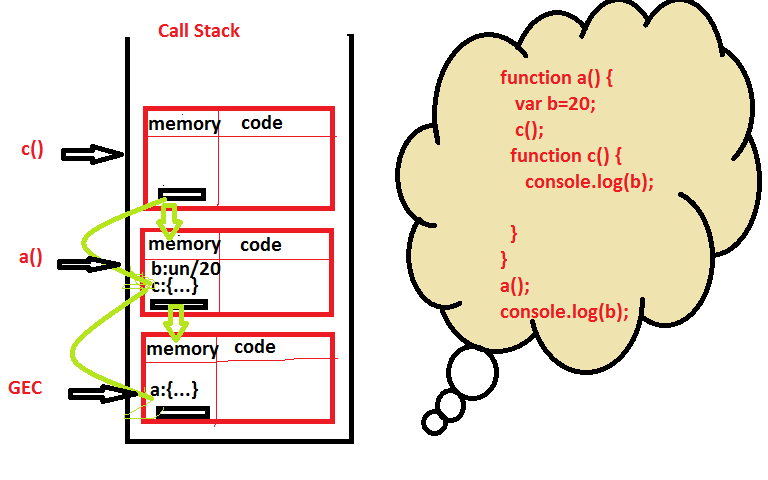 Call Stack
c()
memory code
a()
memory code
b:un/20
c:{...}
GEC
memory code
a:{...}
function a() {
var b=20;
c();
function c() {
console.log(b);
}
}
a();
console.log(b);